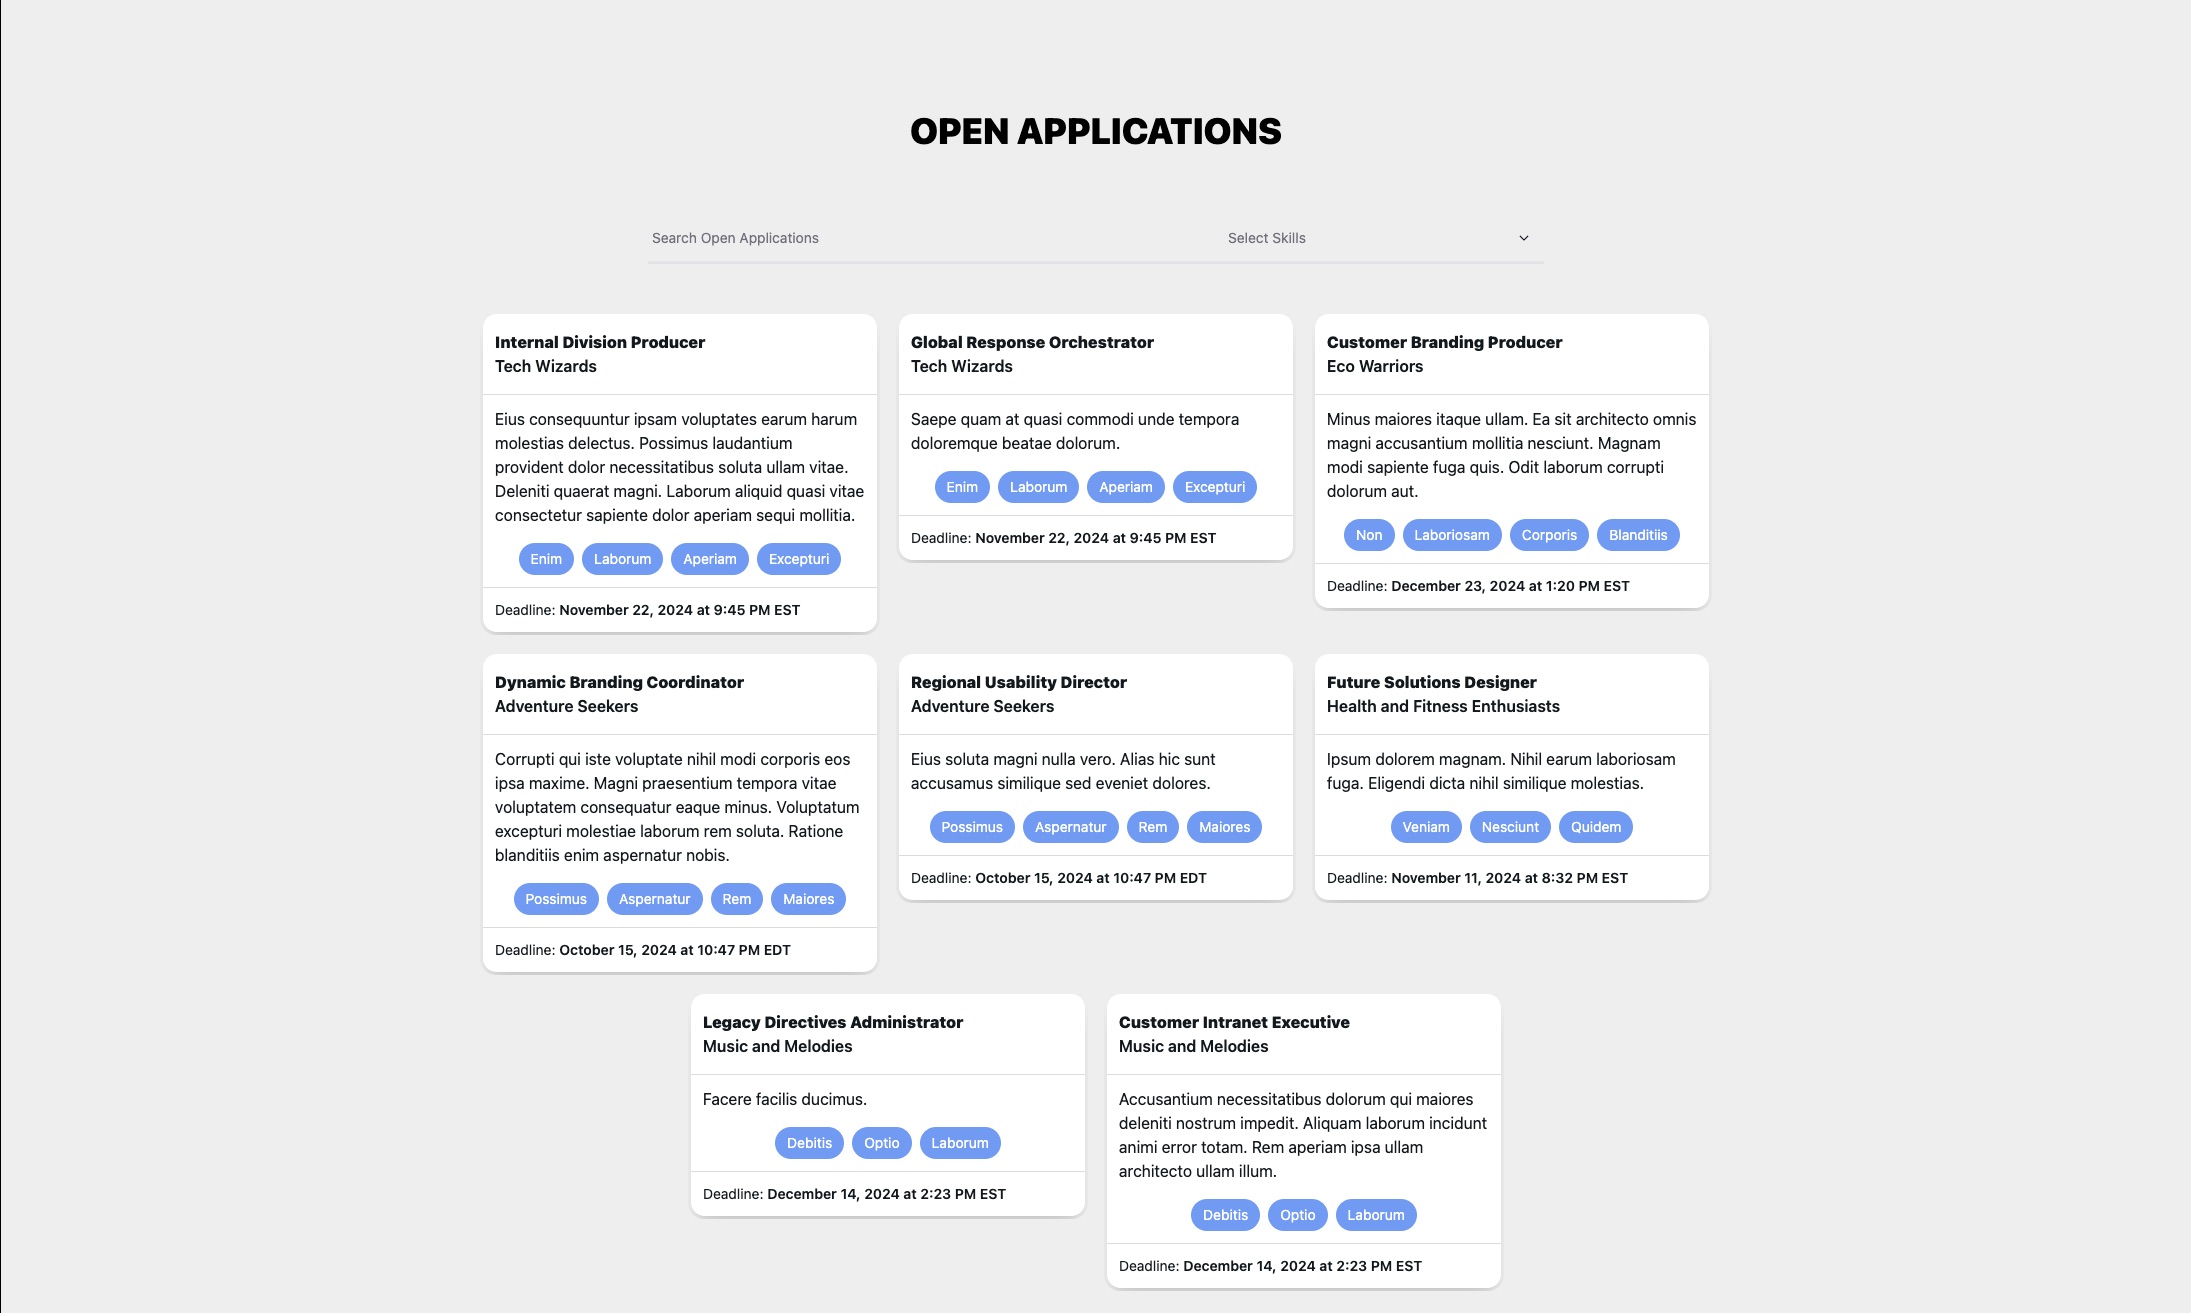 OPEN APPLICATIONS
Search Open Applications
Select Skills
Internal Division Producer
Tech Wizards
Eius consequuntur ipsam voluptates earum harum
molestias delectus. Possimus laudantium
provident dolor necessitatibus soluta ullam vitae.
Deleniti quaerat magni. Laborum aliquid quasi vitae
consectetur sapiente dolor aperiam sequi mollitia.
Enim Laborum Aperiam Excepturi
Deadline: November 22, 2024 at 9:45 PM EST
Global Response Orchestrator
Tech Wizards
Saepe quam at quasi commodi unde tempora
doloremque beatae dolorum.
Enim Laborum Aperiam Excepturi
Deadline: November 22, 2024 at 9:45 PM EST
Customer Branding Producer
Eco Warriors
Minus maiores itaque ullam. Ea sit architecto omnis
magni accusantium mollitia nesciunt. Magnam
modi sapiente fuga quis. Odit laborum corrupti
dolorum aut.
Non Laboriosam Corporis Blanditiis
Deadline: December 23, 2024 at 1:20 PM EST
Dynamic Branding Coordinator
Adventure Seekers
Corrupti qui iste voluptate nihil modi corporis eos
ipsa maxime. Magni praesentium tempora vitae
voluptatem consequatur eaque minus. Voluptatum
excepturi molestiae laborum rem soluta. Ratione
blanditiis enim aspernatur nobis.
Possimus Aspernatur Rem Maiores
Deadline: October 15, 2024 at 10:47 PM EDT
Regional Usability Director
Adventure Seekers
Eius soluta magni nulla vero. Alias hic sunt
accusamus similique sed eveniet dolores.
Possimus Aspernatur Rem Maiores
Deadline: October 15, 2024 at 10:47 PM EDT
Future Solutions Designer
Health and Fitness Enthusiasts
Ipsum dolorem magnam. Nihil earum laboriosam
fuga. Eligendi dicta nihil similique molestias.
Veniam Nesciunt Quidem
Deadline: November 11, 2024 at 8:32 PM EST
Legacy Directives Administrator
Music and Melodies
Facere facilis ducimus.
Debitis Optio Laborum
Deadline: December 14, 2024 at 2:23 PM EST
Customer Intranet Executive
Music and Melodies
Accusantium necessitatibus dolorum qui maiores
deleniti nostrum impedit. Aliquam laborum incidunt
animi error totam. Rem aperiam ipsa ullam
architecto ullam illum.
Debitis Optio Laborum
Deadline: December 14, 2024 at 2:23 PM EST